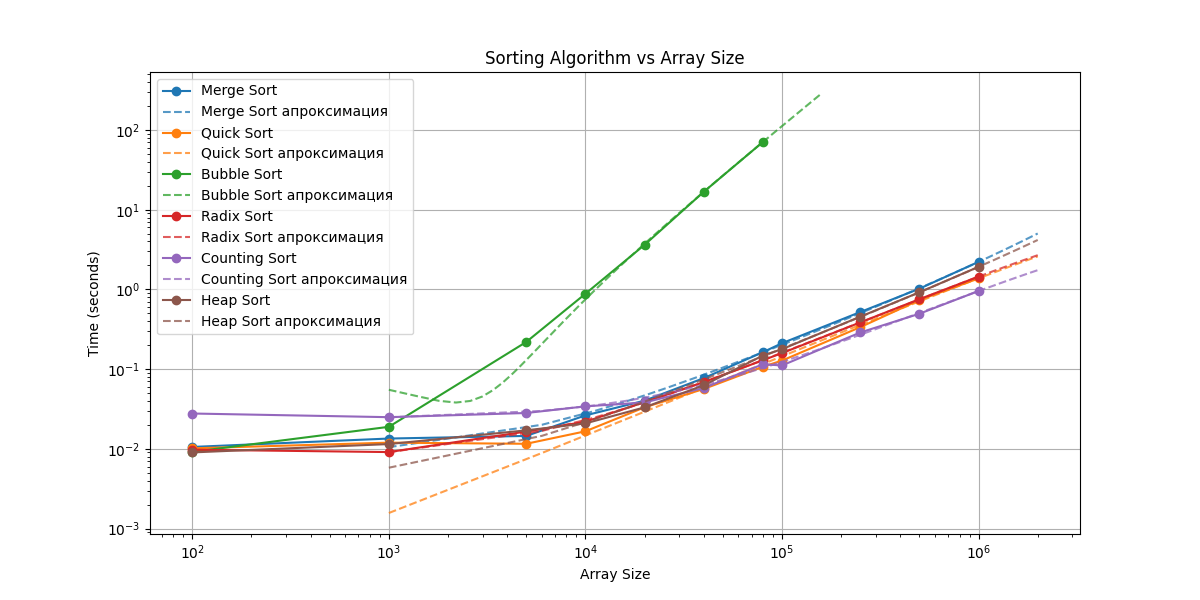 Sorting Algorithm vs Array Size
Merge Sort
Merge Sort апроксимация
Quick Sort
Quick Sort апроксимация
Bubble Sort
Bubble Sort апроксимация
Radix Sort
Radix Sort апроксимация
Counting Sort
Counting Sort апроксимация
Heap Sort
Heap Sort апроксимация
Time (seconds)
10²
10¹
10⁰
10⁻¹
10⁻²
10⁻³
10² 10³ 10⁴ 10⁵ 10⁶
Array Size